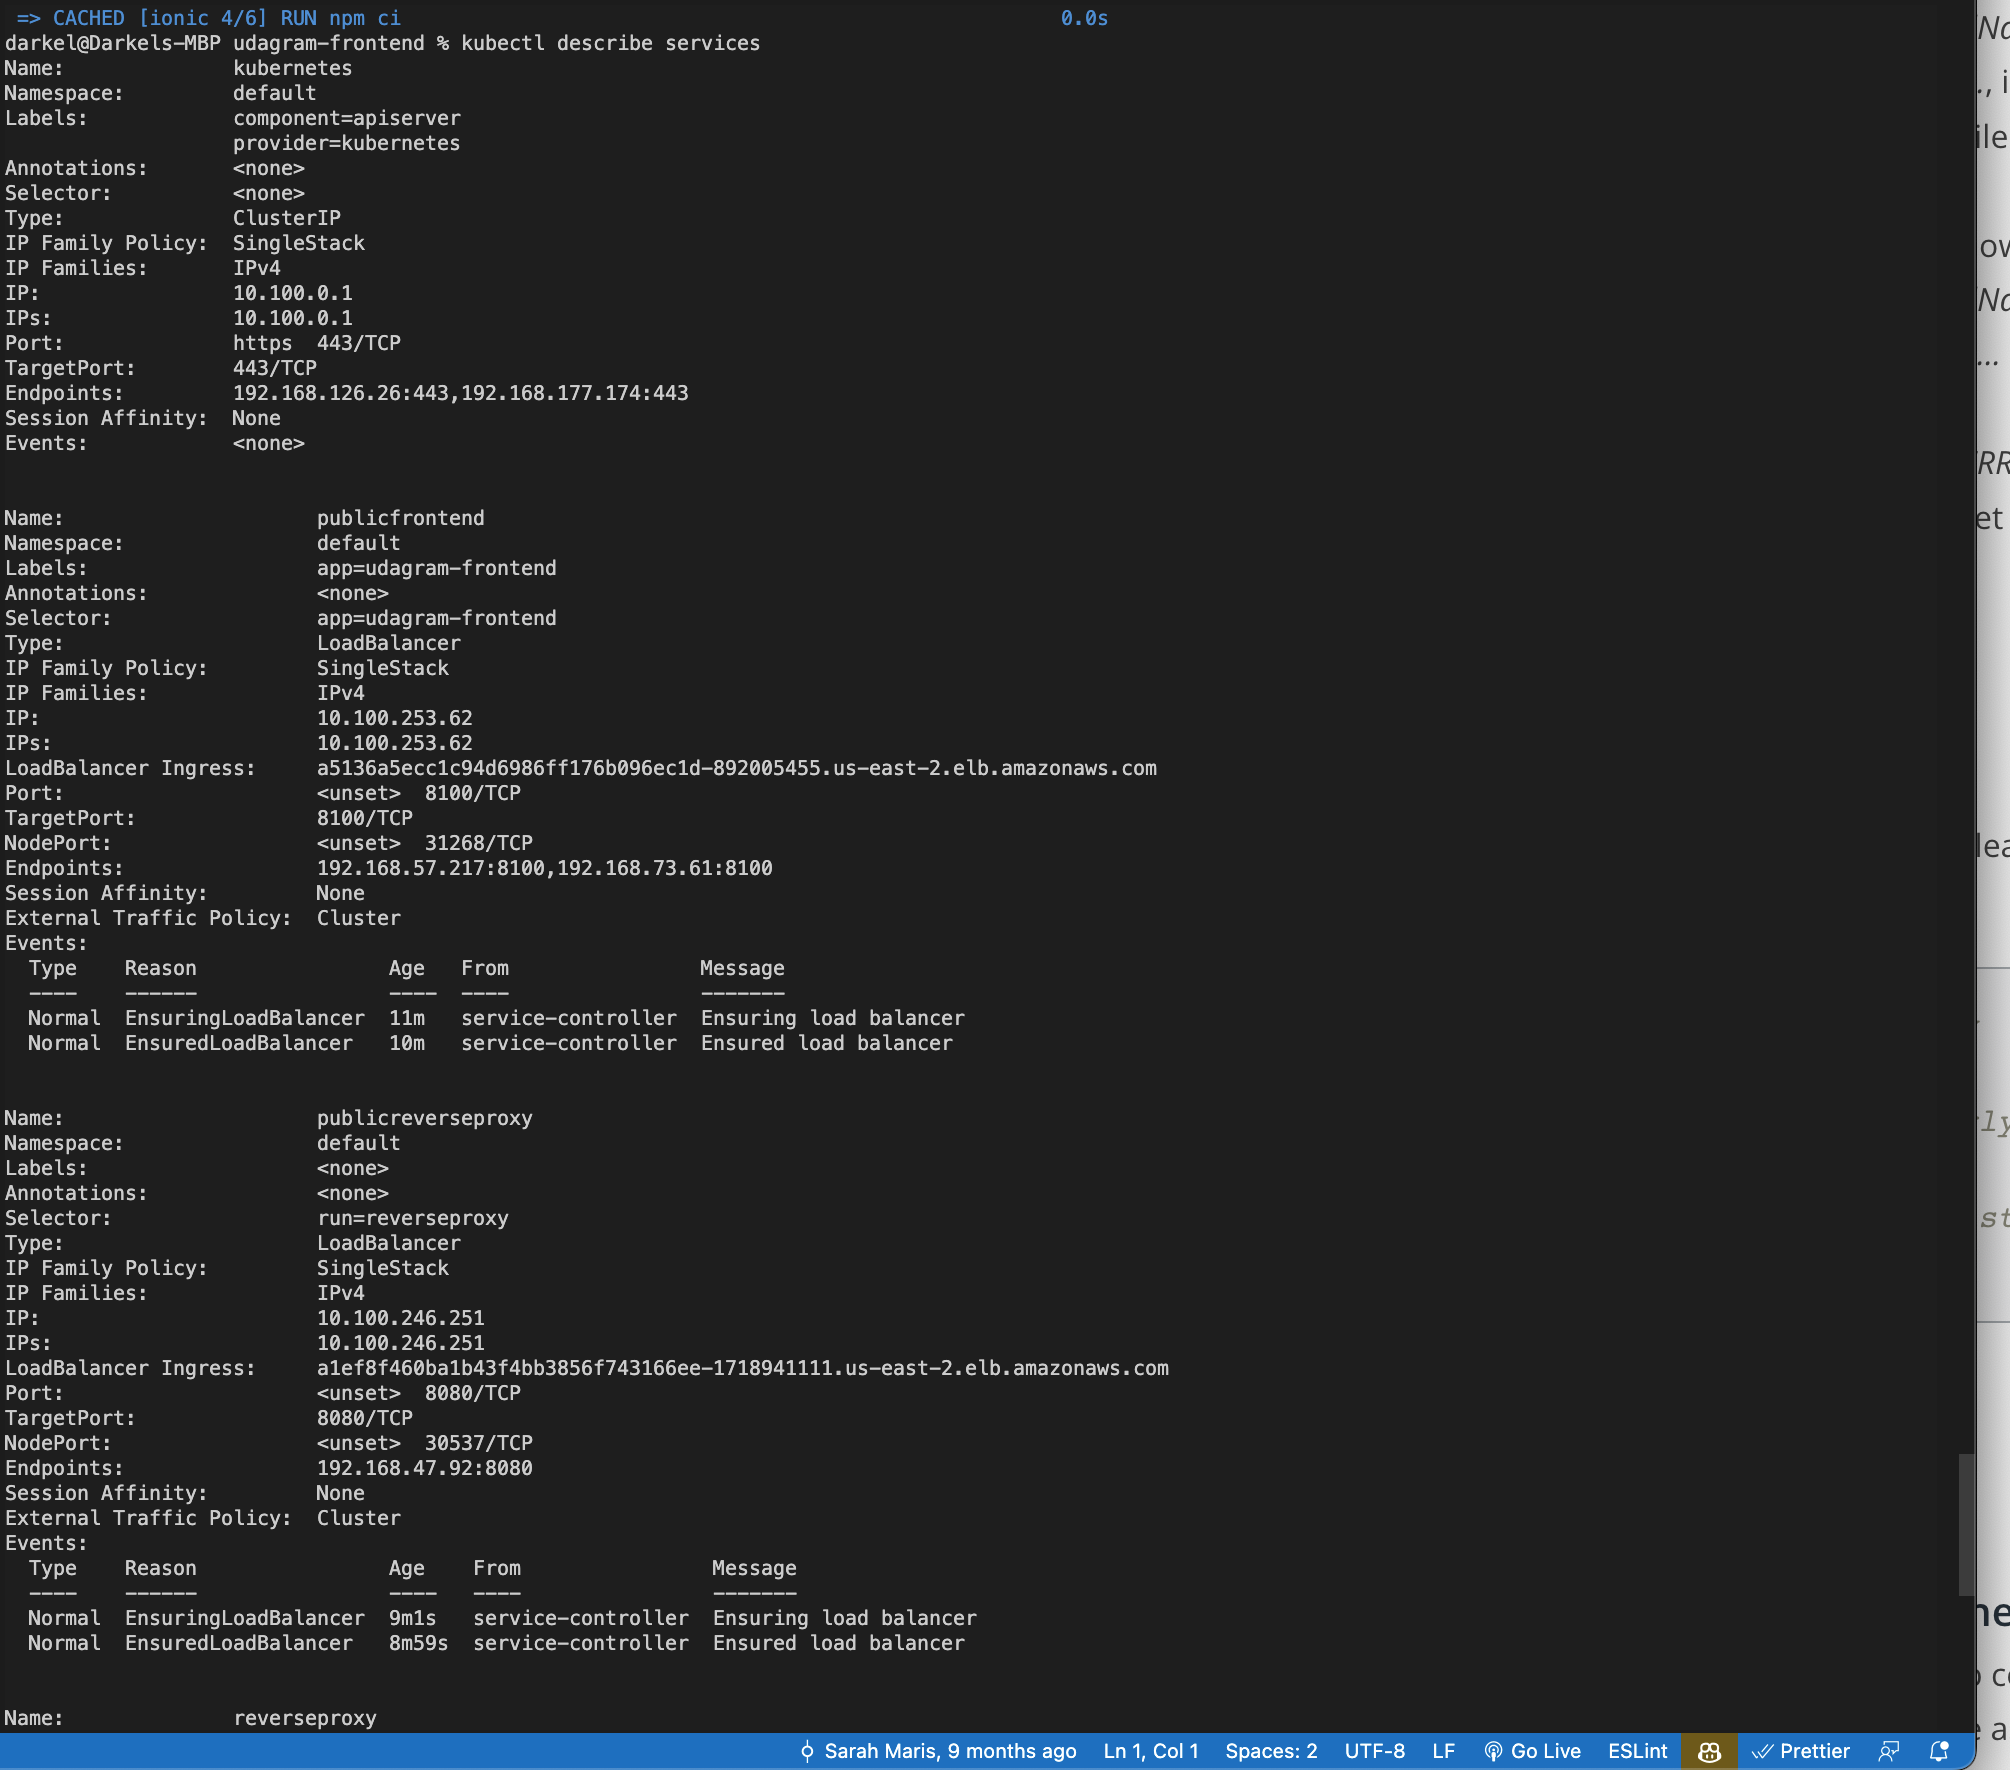 => CACHED [ionic 4/6] RUN npm ci 0.0s
darkel@Darkels-MBP udagram-frontend % kubectl describe services
Name: kubernetes
Namespace: default
Labels: component=apiserver
provider=kubernetes
Annotations: <none>
Selector: <none>
Type: ClusterIP
IP Family Policy: SingleStack
IP Families: IPv4
IP: 10.100.0.1
IPs: 10.100.0.1
Port: https 443/TCP
TargetPort: 443/TCP
Endpoints: 192.168.126.26:443,192.168.177.174:443
Session Affinity: None
Events: <none>
Name: publicfrontend
Namespace: default
Labels: app=udagram-frontend
Annotations: <none>
Selector: app=udagram-frontend
Type: LoadBalancer
IP Family Policy: SingleStack
IP Families: IPv4
IP: 10.100.253.62
IPs: 10.100.253.62
LoadBalancer Ingress: a5136a5ecc1c94d6986ff176b096ec1d-892005455.us-east-2.elb.amazonaws.com
Port: <unset> 8100/TCP
TargetPort: 8100/TCP
NodePort: <unset> 31268/TCP
Endpoints: 192.168.57.217:8100,192.168.73.61:8100
Session Affinity: None
External Traffic Policy: Cluster
Events:
Type Reason Age From Message
---- ------ ---- ---- -------
Normal EnsuringLoadBalancer 11m service-controller Ensuring load balancer
Normal EnsuredLoadBalancer 10m service-controller Ensured load balancer
Name: publicreverseproxy
Namespace: default
Labels: <none>
Annotations: <none>
Selector: run=reverseproxy
Type: LoadBalancer
IP Family Policy: SingleStack
IP Families: IPv4
IP: 10.100.246.251
IPs: 10.100.246.251
LoadBalancer Ingress: a1ef8f460ba1b43f4bb3856f743166ee-1718941111.us-east-2.elb.amazonaws.com
Port: <unset> 8080/TCP
TargetPort: 8080/TCP
NodePort: <unset> 30537/TCP
Endpoints: 192.168.47.92:8080
Session Affinity: None
External Traffic Policy: Cluster
Events:
Type Reason Age From Message
---- ------ ---- ---- -------
Normal EnsuringLoadBalancer 9m1s service-controller Ensuring load balancer
Normal EnsuredLoadBalancer 8m59s service-controller Ensured load balancer
Name: reverseproxy
Sarah Maris, 9 months ago Ln 1, Col 1 Spaces: 2 UTF-8 LF Go Live ESLint Prettier